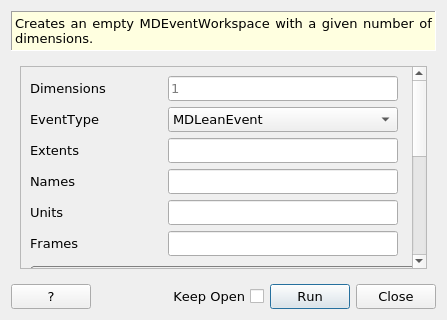 Creates an empty MDEventWorkspace with a given number of
dimensions.
Dimensions 1
EventType MDLeanEvent
Extents
Names
Units
Frames
? Keep Open Run Close